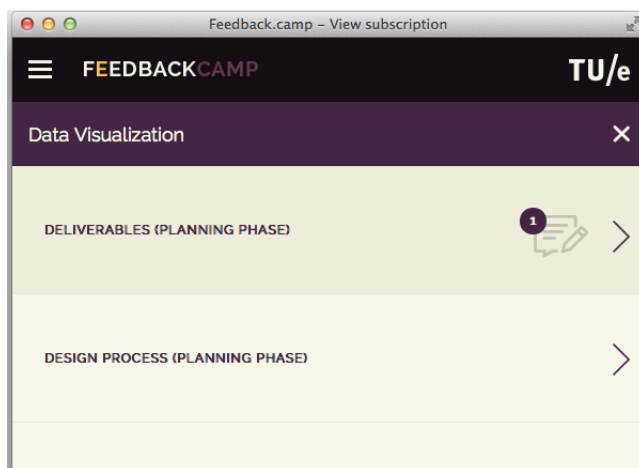 Feedback.camp – View subscription
FEEDBACKCAMP
TU/e
Data Visualization
DELIVERABLES (PLANNING PHASE)
1
DESIGN PROCESS (PLANNING PHASE)